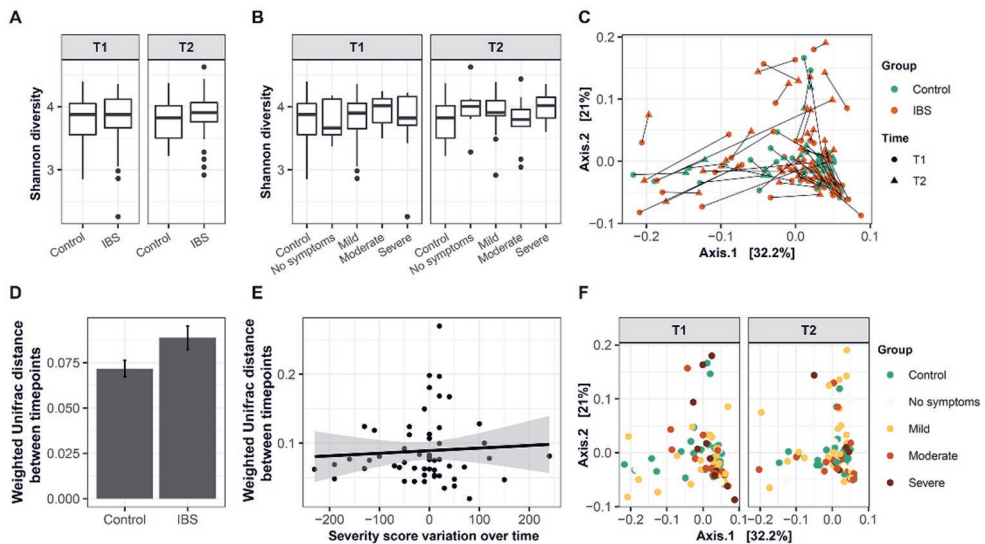 A
T1 T2
Shannon diversity
4
3
Control IBS Control IBS
B
T1 T2
Shannon diversity
4
3
Control No symptoms Mild Moderate Severe Control No symptoms Mild Moderate Severe
C
0.2
0.1
0.0
−0.1
Axis.2 [21%]
−0.2 −0.1 0.0 0.1
Axis.1 [32.2%]
Group
Control
IBS
Time
T1
T2
D
Weighted Unifrac distance
between timepoints
0.075
0.050
0.025
0.000
Control IBS
E
Weighted Unifrac distance
between timepoints
0.2
0.1
−200 −100 0 100 200
Severity score variation over time
F
T1 T2
Axis.2 [21%]
0.2
0.1
0.0
−0.1
−0.2 −0.1 0.0 0.1 −0.2 −0.1 0.0 0.1
Axis.1 [32.2%]
Group
Control
No symptoms
Mild
Moderate
Severe